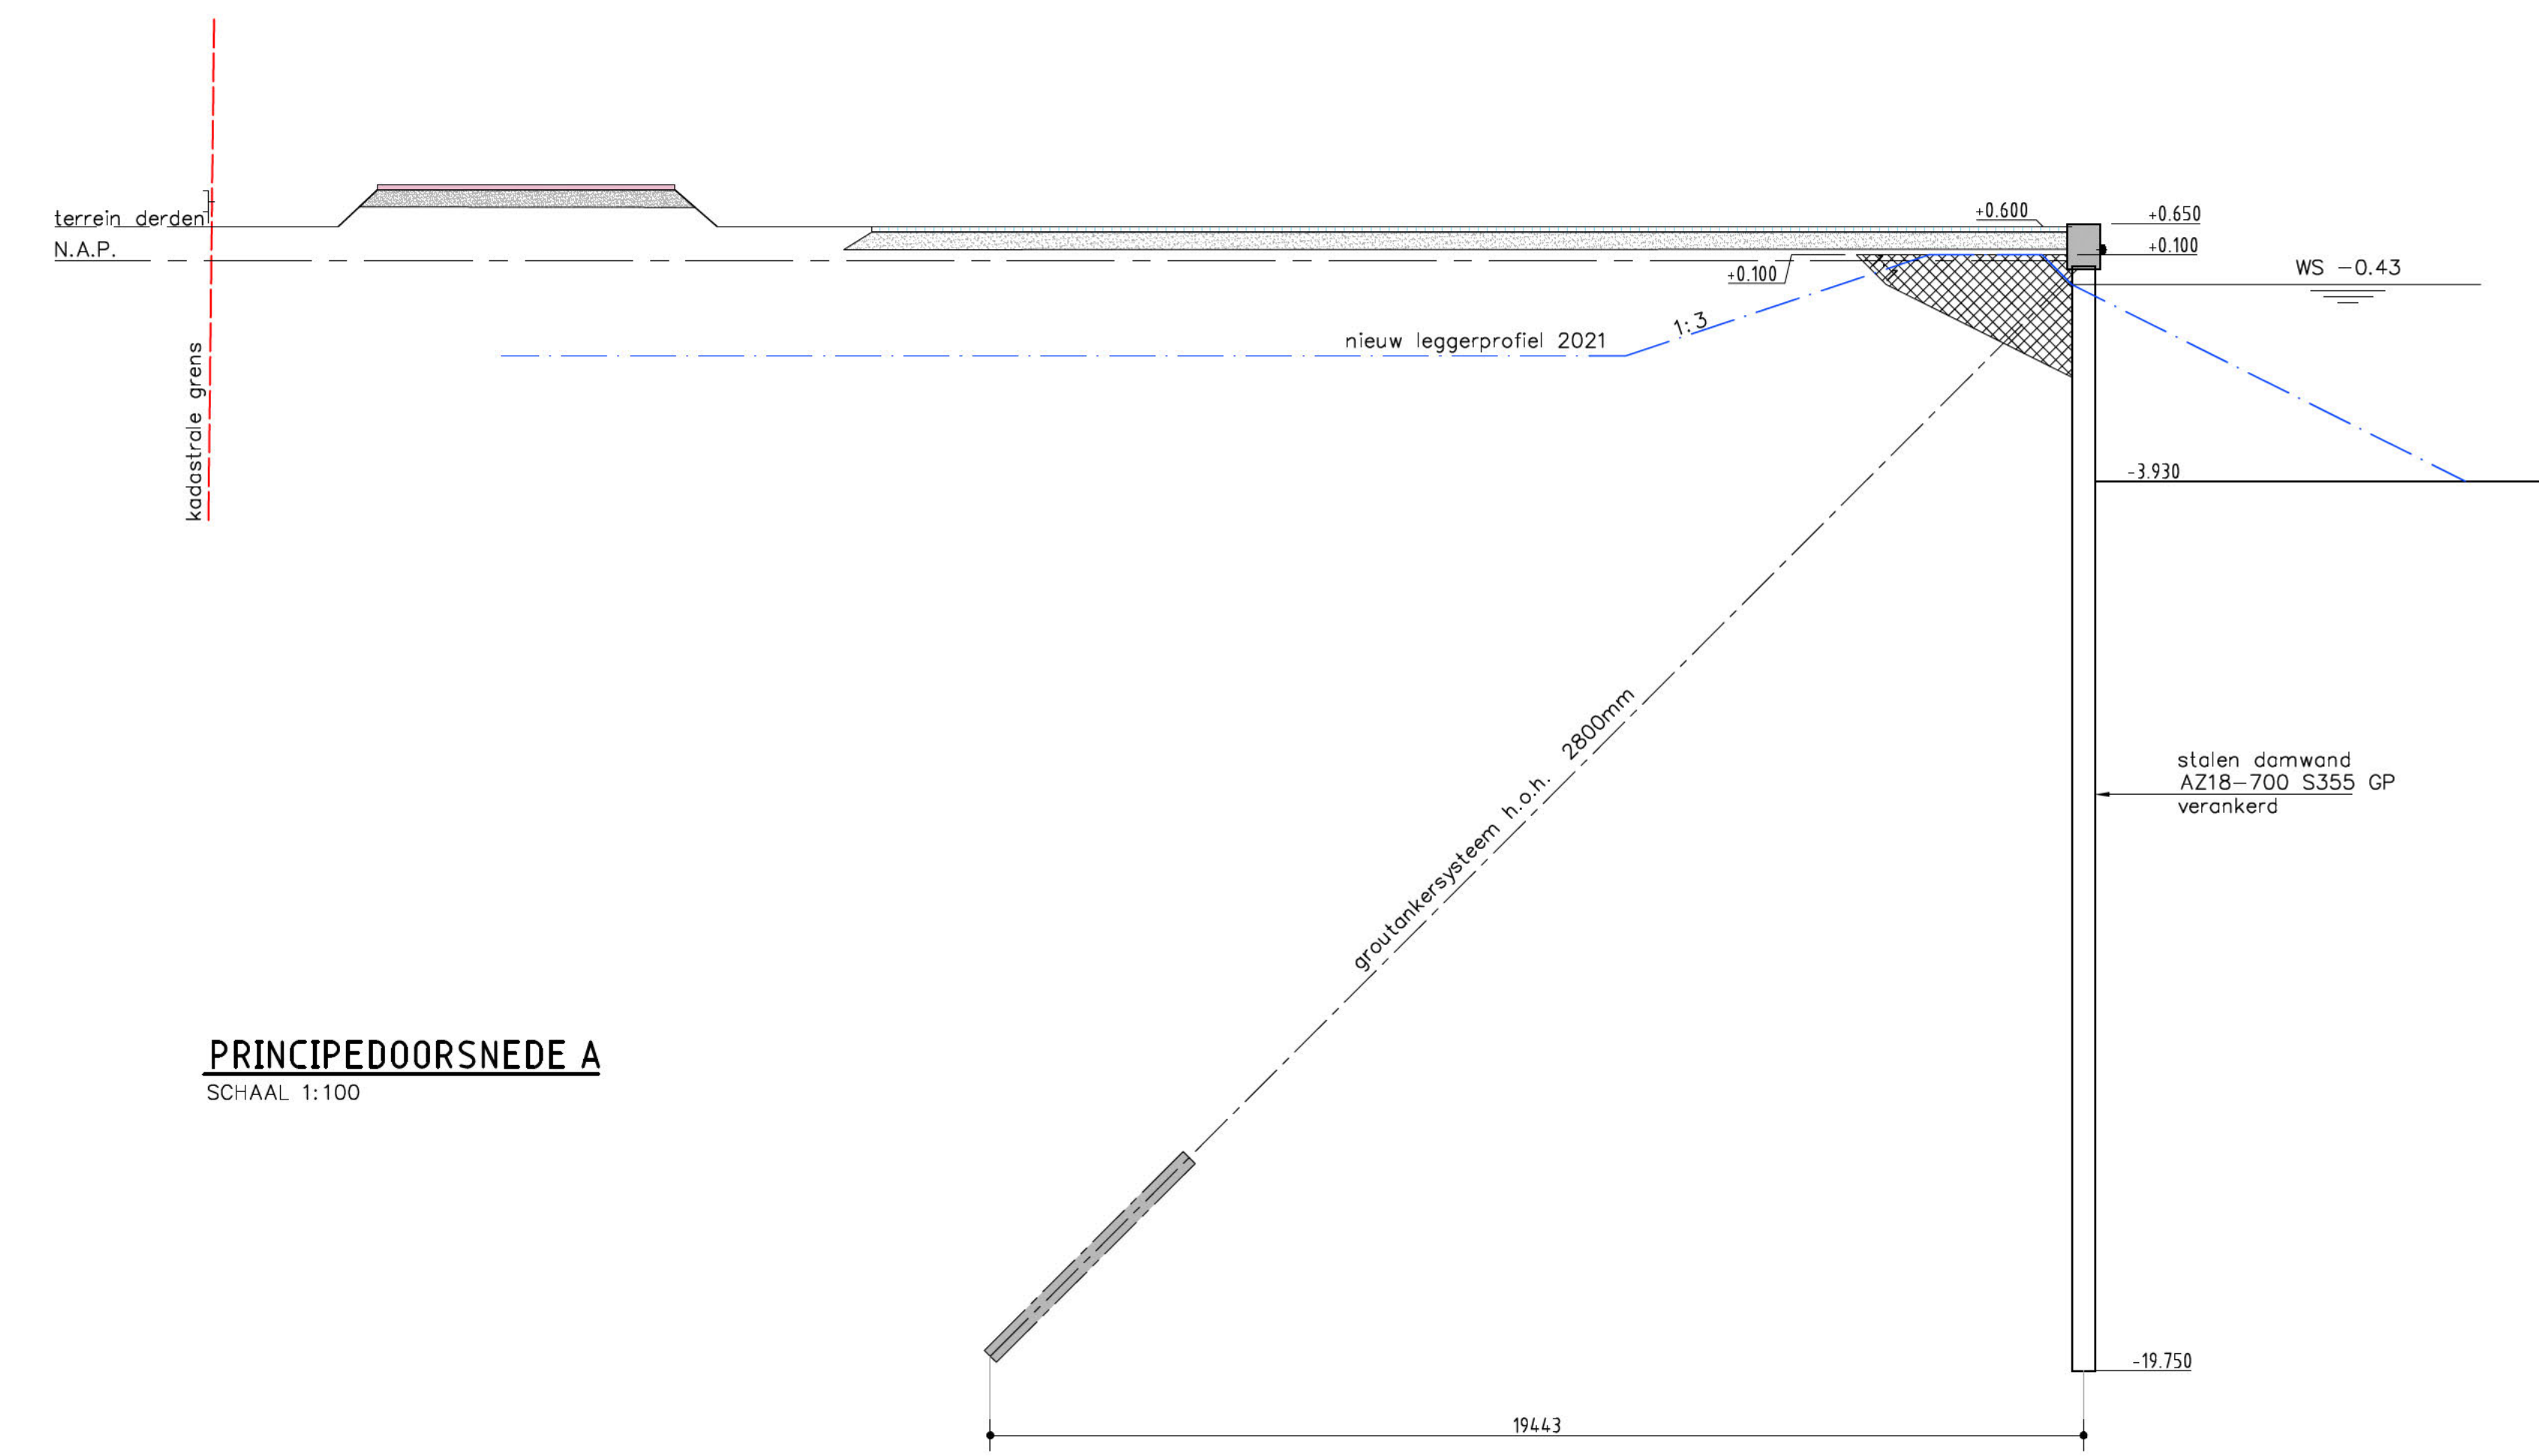 terrein derden
N.A.P.
kadastrale grens
+0.600
+0.650
+0.100
+0.100
WS -0.43
1:3
nieuw leggerprofiel 2021
-3.930
groutankersysteem h.o.h. 2800mm
stalen damwand
AZ18-700 S355 GP
verankerd
PRINCIPEDOORSNEDE A
SCHAAL 1:100
-19.750
19443